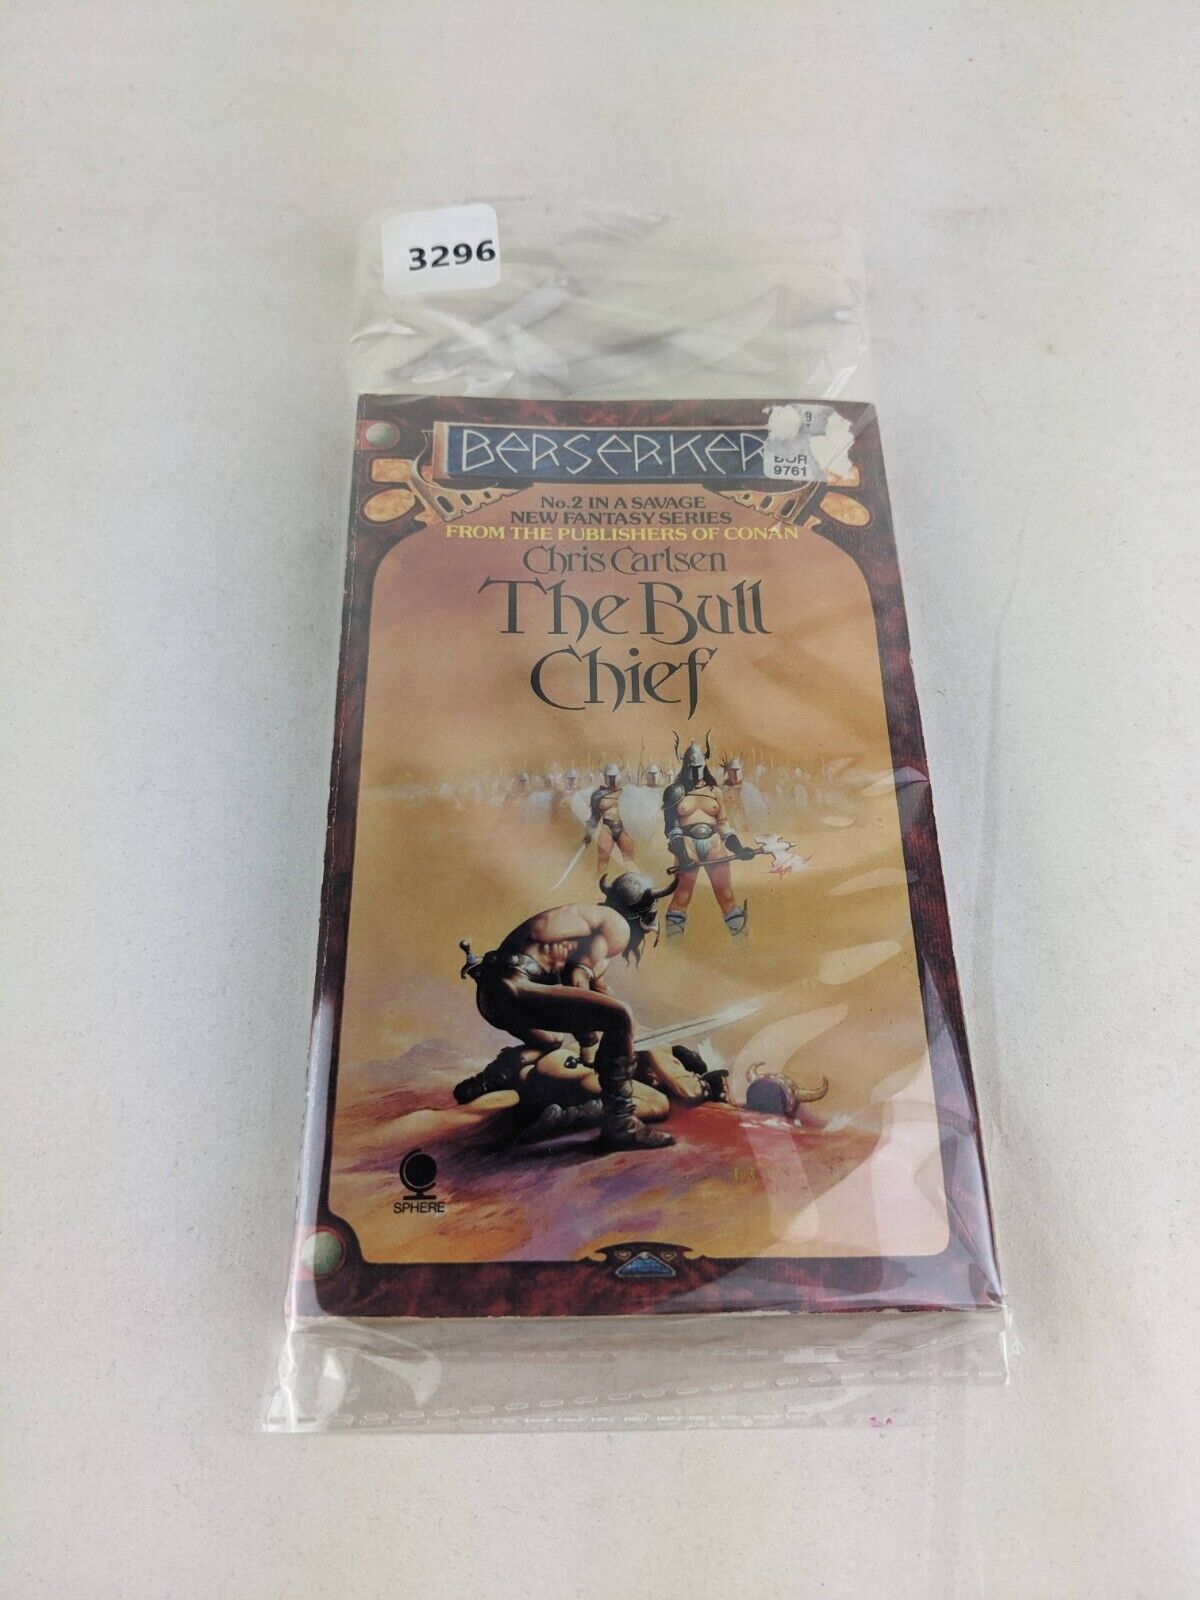 3296
BERSERKER
9761
No.2 IN A SAVAGE
NEW FANTASY SERIES
FROM THE PUBLISHERS OF CONAN
Chris Carlsen
The Bull
Chief
SPHERE